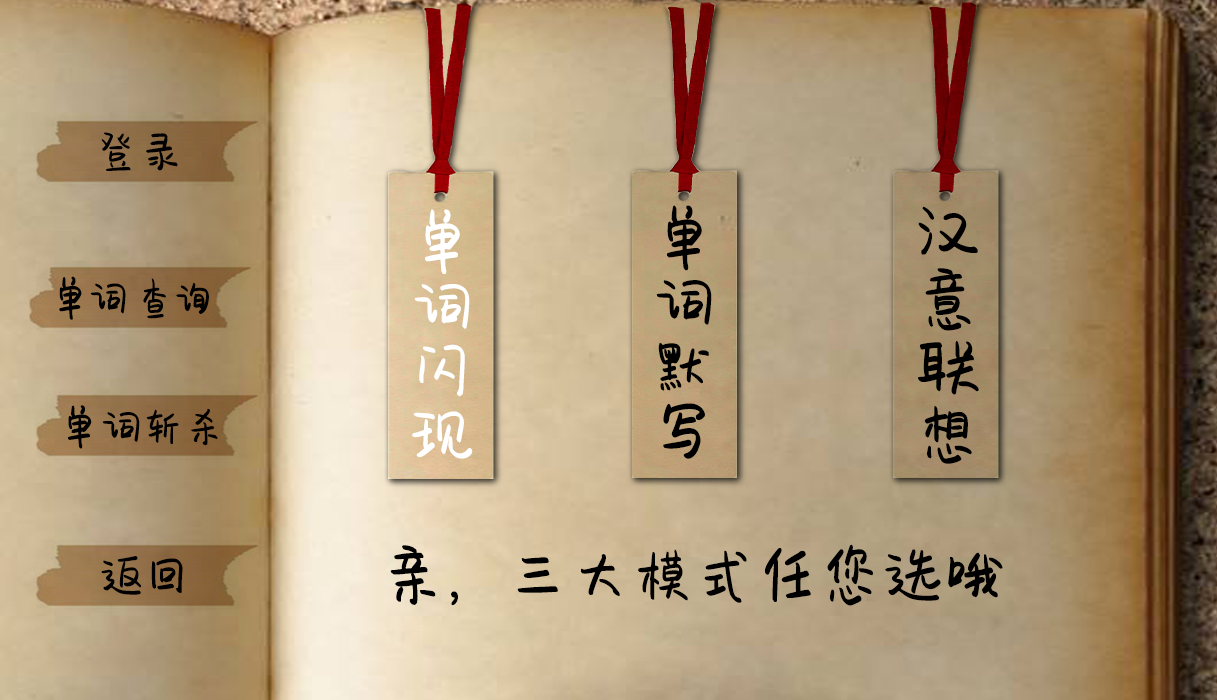 登录
单词查询
单词斩杀
返回
单词闪现
单词默写
汉意联想
亲，三大模式任您选哦